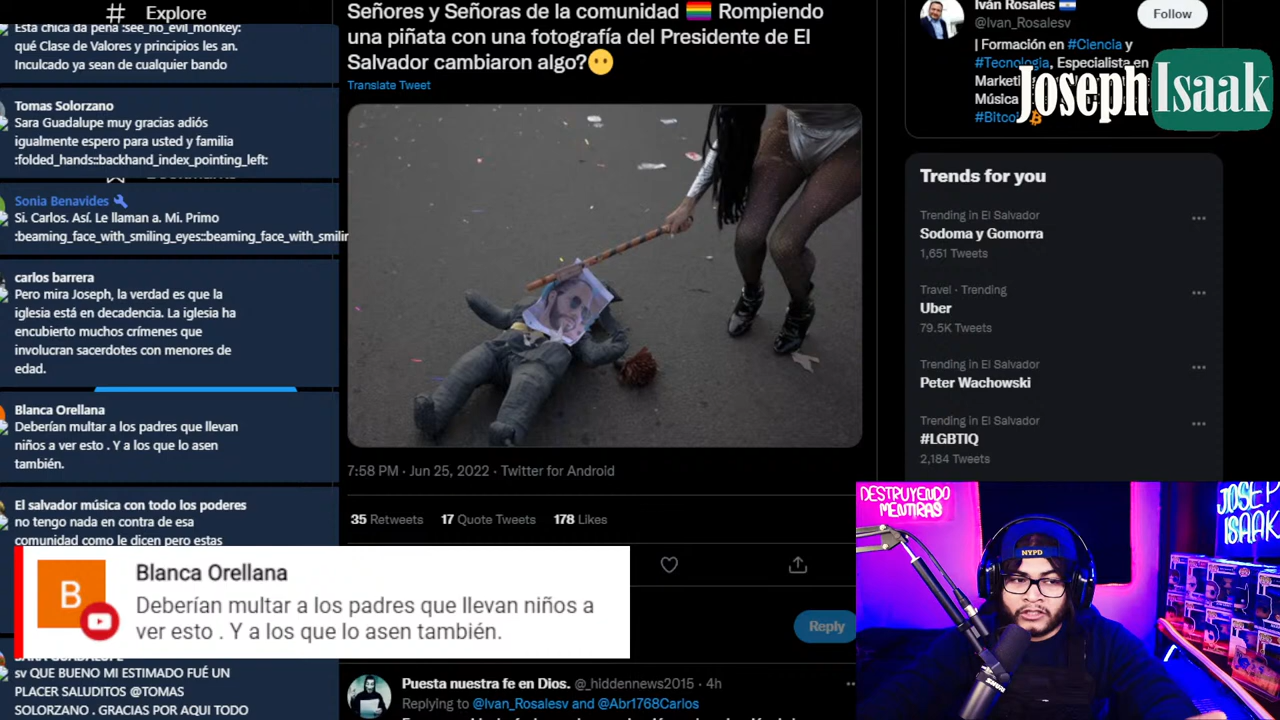 # Explore
Esta chica da pena :see_no_evil_monkey:
qué Clase de Valores y principios les an.
Inculcado ya sean de cualquier bando
Tomas Solorzano
Sara Guadalupe muy gracias adiós
igualmente espero para usted y familia
:folded_hands::backhand_index_pointing_left:
Sonia Benavides
Si. Carlos. Así. Le llaman a. Mi. Primo
:beaming_face_with_smiling_eyes::beaming_face_with_smilin
carlos barrera
Pero mira Joseph, la verdad es que la
iglesia está en decadencia. La iglesia ha
encubierto muchos crímenes que
involucran sacerdotes con menores de
edad.
Blanca Orellana
Deberían multar a los padres que llevan
niños a ver esto . Y a los que lo asen
también.
El salvador música con todo los poderes
no tengo nada en contra de esa
comunidad como le dicen pero estas
B
Blanca Orellana
Deberían multar a los padres que llevan niños a
ver esto . Y a los que lo asen también.
SARA GUADALUPE
sv QUE BUENO MI ESTIMADO FUÉ UN
PLACER SALUDITOS @TOMAS
SOLORZANO . GRACIAS POR AQUI TODO
Señores y Señoras de la comunidad 🏳️‍🌈 Rompiendo
una piñata con una fotografía del Presidente de El
Salvador cambiaron algo?😶
Translate Tweet
7:58 PM · Jun 25, 2022 · Twitter for Android
35 Retweets 17 Quote Tweets 178 Likes
Reply
Puesta nuestra fe en Dios. @_hiddennews2015 · 4h
Replying to @Ivan_Rosalesv and @Abr1768Carlos
Iván Rosales 🇸🇻
@Ivan_Rosalesv
Follow
| Formación en #Ciencia y
#Tecnología, Especialista en
Música
Joseph Isaak
Trends for you
Trending in El Salvador
Sodoma y Gomorra
1,651 Tweets
Travel · Trending
Uber
79.5K Tweets
Trending in El Salvador
Peter Wachowski
Trending in El Salvador
#LGBTIQ
2,184 Tweets
DESTRUYENDO
MENTIRAS
NYPD
JOSEP
ISAAK